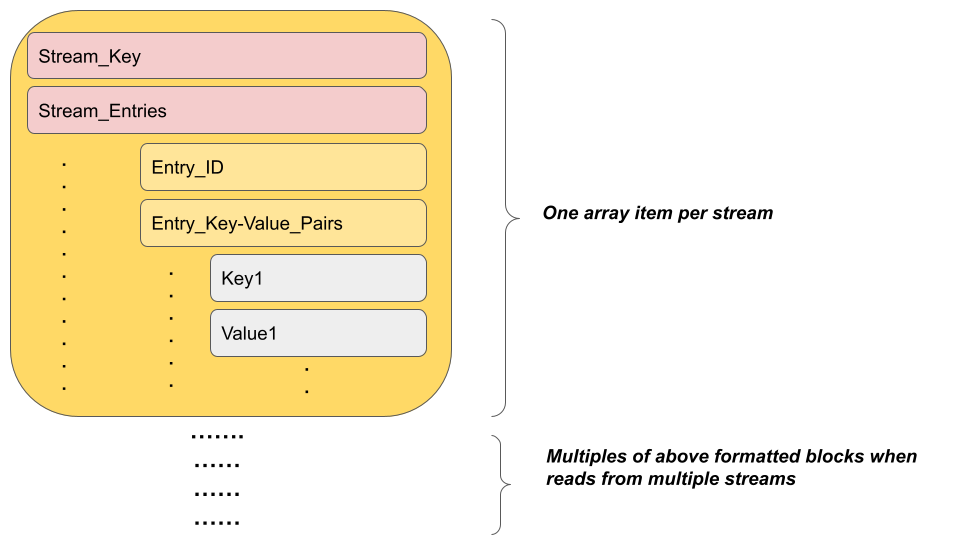 Stream_Key
Stream_Entries
Entry_ID
Entry_Key-Value_Pairs
Key1
Value1
One array item per stream
.......
......
......
......
Multiples of above formatted blocks when
reads from multiple streams